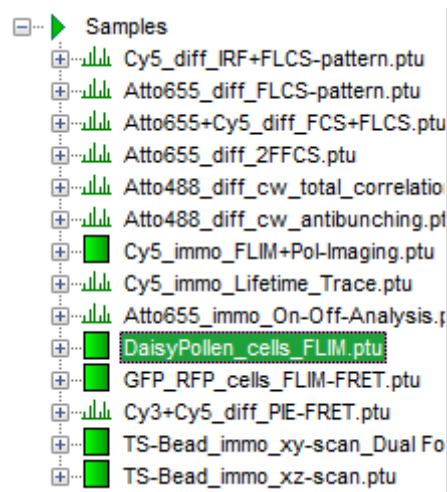 Samples
Cy5_diff_IRF+FLCS-pattern.ptu
Atto655_diff_FLCS-pattern.ptu
Atto655+Cy5_diff_FCS+FLCS.ptu
Atto655_diff_2FFCS.ptu
Atto488_diff_cw_total_correlatio
Atto488_diff_cw_antibunching.pt
Cy5_immo_FLIM+Pol-Imaging.ptu
Cy5_immo_Lifetime_Trace.ptu
Atto655_immo_On-Off-Analysis.p
DaisyPollen_cells_FLIM.ptu
GFP_RFP_cells_FLIM-FRET.ptu
Cy3+Cy5_diff_PIE-FRET.ptu
TS-Bead_immo_xy-scan_Dual Fo
TS-Bead_immo_xz-scan.ptu